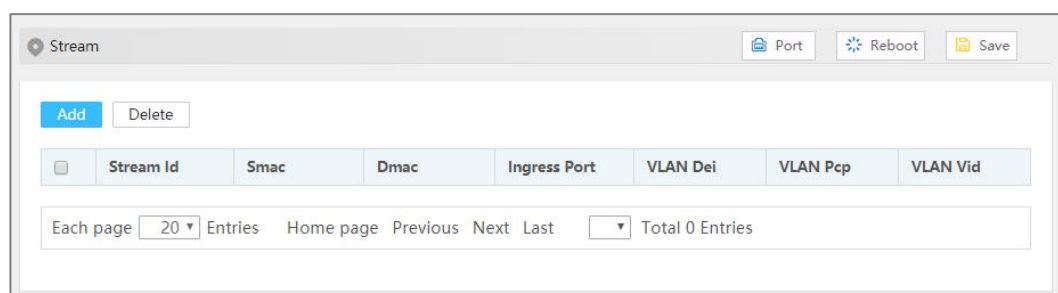 Stream Port Reboot Save
Add Delete
Stream Id Smac Dmac Ingress Port VLAN Dei VLAN Pcp VLAN Vid
Each page 20 Entries Home page Previous Next Last Total 0 Entries